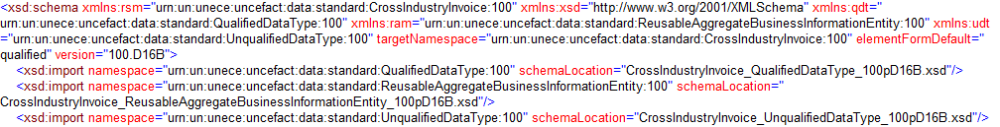 <xsd:schema xmlns:rsm="urn:un:unece:uncefact:data:standard:CrossIndustryInvoice:100" xmlns:xsd="http://www.w3.org/2001/XMLSchema" xmlns:qdt="
urn:un:unece:uncefact:data:standard:QualifiedDataType:100" xmlns:ram="urn:un:unece:uncefact:data:standard:ReusableAggregateBusinessInformationEntity:100" xmlns:udt
="urn:un:unece:uncefact:data:standard:UnqualifiedDataType:100" targetNamespace="urn:un:unece:uncefact:data:standard:CrossIndustryInvoice:100" elementFormDefault="
qualified" version="100.D16B">
<xsd:import namespace="urn:un:unece:uncefact:data:standard:QualifiedDataType:100" schemaLocation="CrossIndustryInvoice_QualifiedDataType_100pD16B.xsd"/>
<xsd:import namespace="urn:un:unece:uncefact:data:standard:ReusableAggregateBusinessInformationEntity:100" schemaLocation="
CrossIndustryInvoice_ReusableAggregateBusinessInformationEntity_100pD16B.xsd"/>
<xsd:import namespace="urn:un:unece:uncefact:data:standard:UnqualifiedDataType:100" schemaLocation="CrossIndustryInvoice_UnqualifiedDataType_100pD16B.xsd"/>